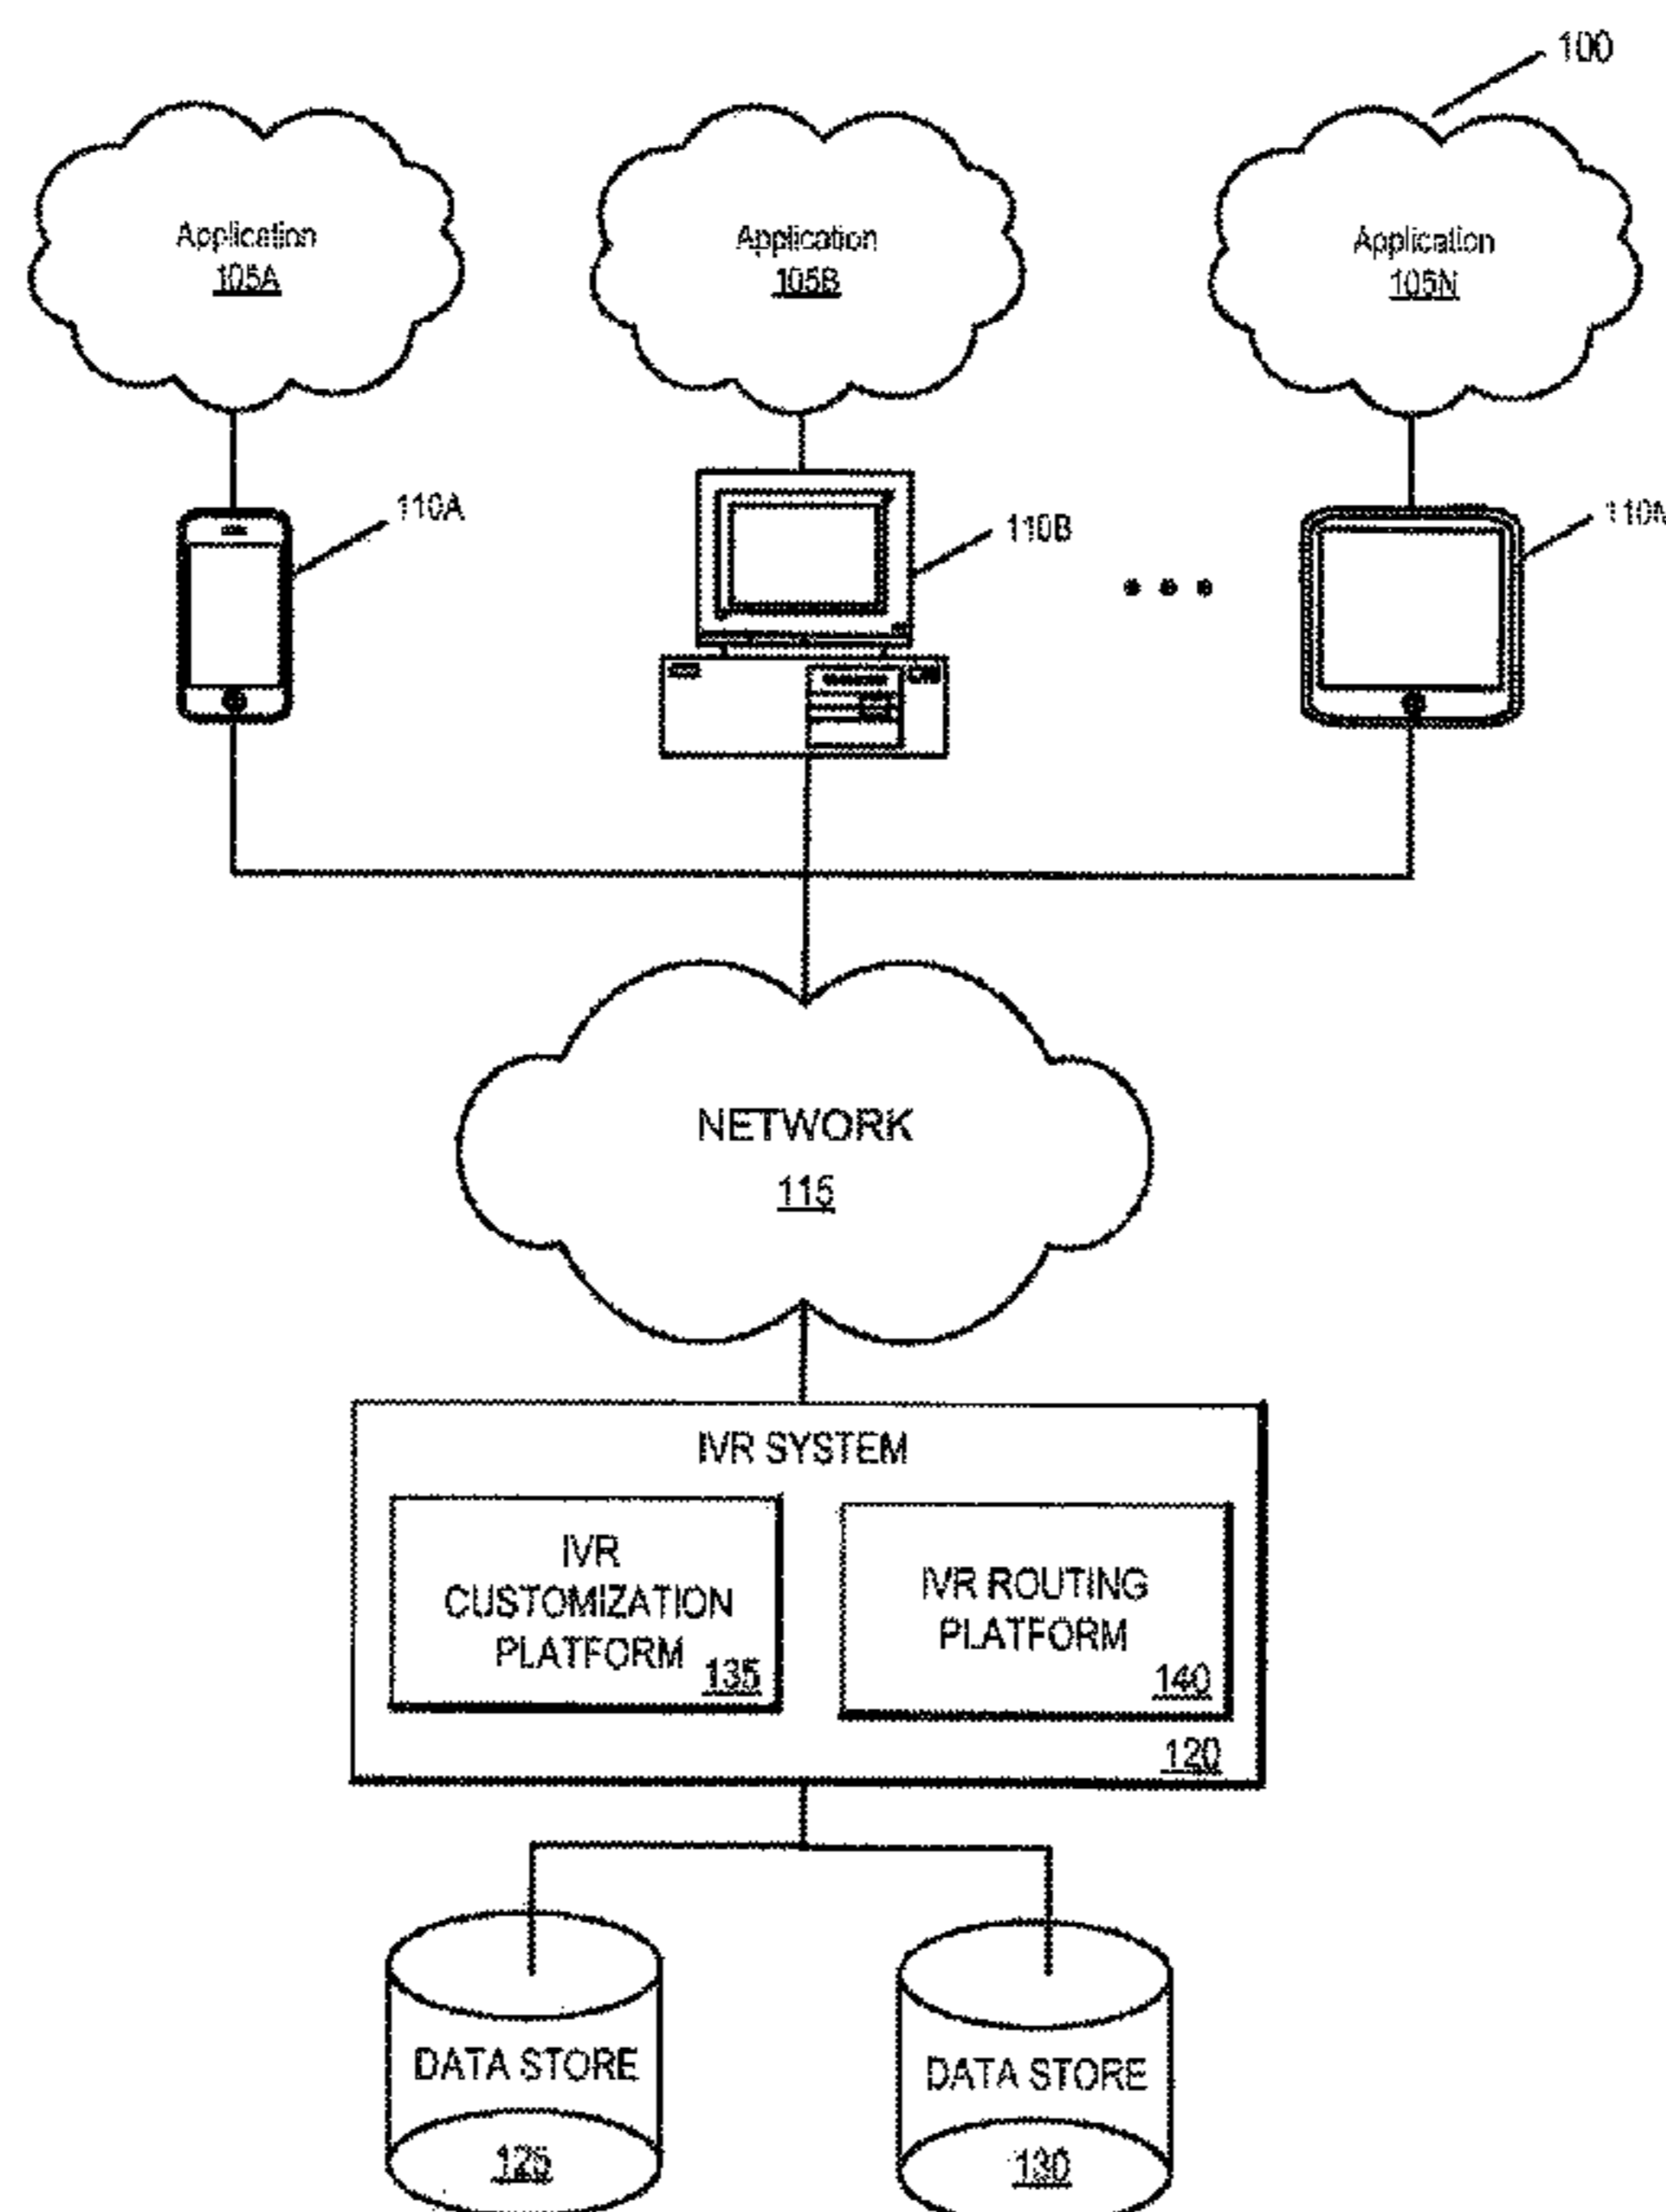 100
Application
105A
Application
105B
Application
105N
110A
110B
110N
NETWORK
115
IVR SYSTEM
IVR
CUSTOMIZATION
PLATFORM
135
IVR ROUTING
PLATFORM
140
120
DATA STORE
125
DATA STORE
130